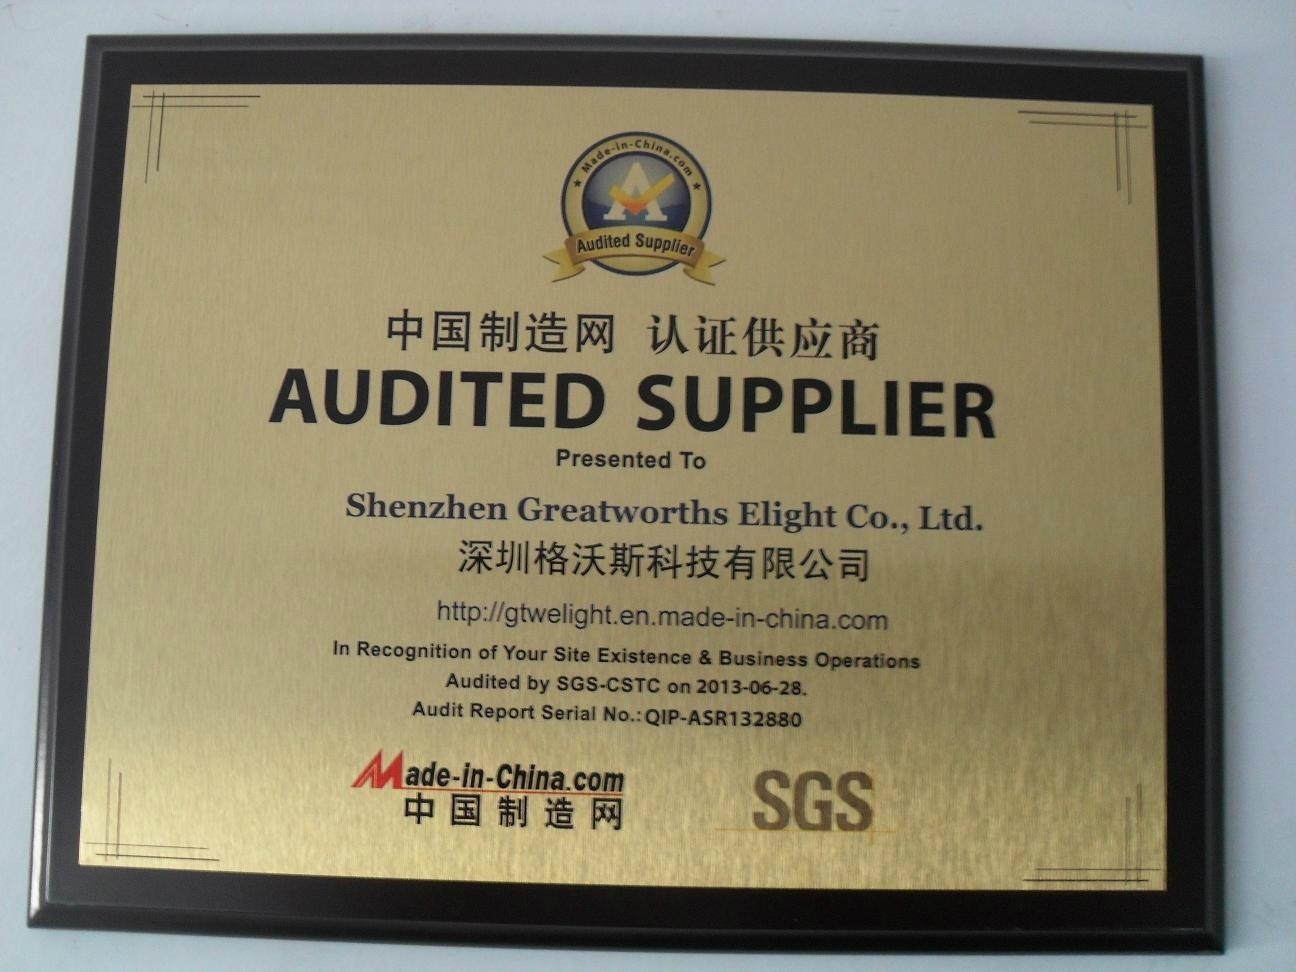 Made-in-China.com
Audited Supplier
中国制造网 认证供应商
AUDITED SUPPLIER
Presented To
Shenzhen Greatworths Elight Co., Ltd.
深圳格沃斯科技有限公司
http://gtwelight.en.made-in-china.com
In Recognition of Your Site Existence & Business Operations
Audited by SGS-CSTC on 2013-06-28.
Audit Report Serial No.:QIP-ASR132880
Made-in-China.com
中国制造网
SGS